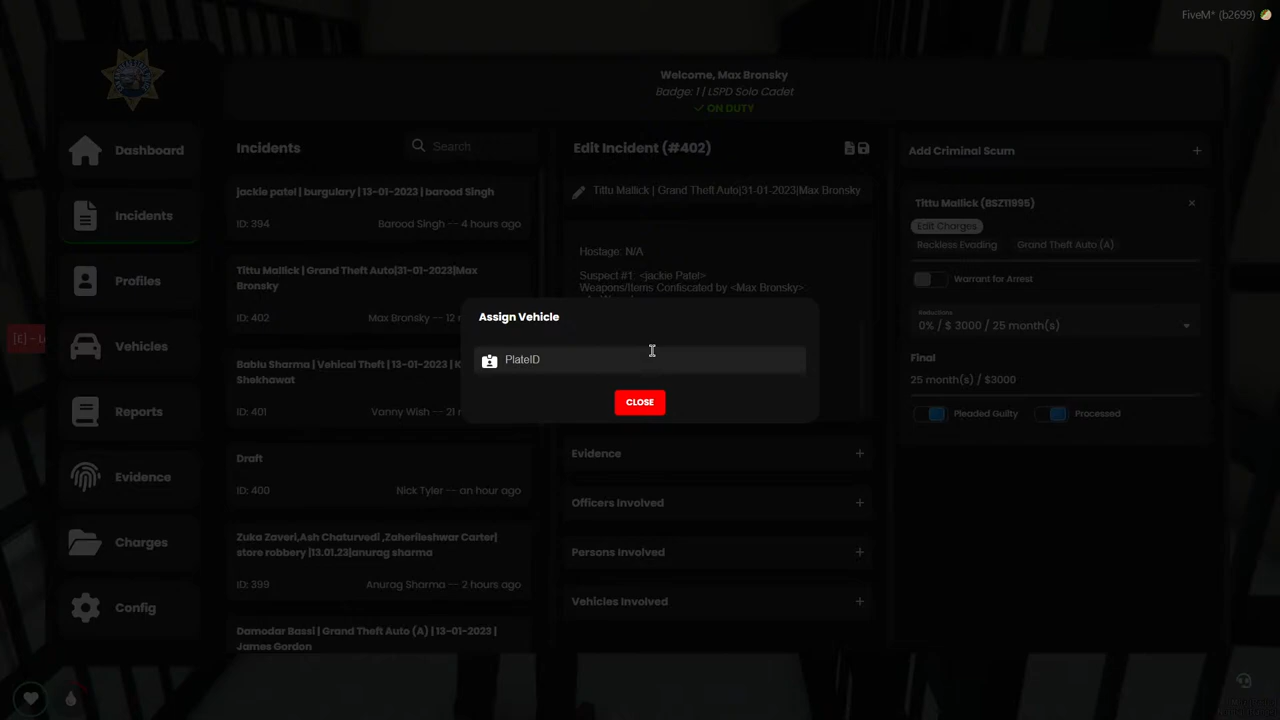 FiveM* (b2699)
Welcome, Max Bronsky
Badge: 1 | LSPD Solo Cadet
ON DUTY
Dashboard
Incidents
Profiles
Vehicles
Reports
Evidence
Charges
Config
Incidents
Search
jackie patel | burgulary | 13-01-2023 | barood Singh
ID: 394 Barood Singh -- 4 hours ago
Tittu Mallick | Grand Theft Auto|31-01-2023|Max
Bronsky
ID: 402 Max Bronsky -- 12
Bablu Sharma | Vehical Theft | 13-01-2023 |
Shekhawat
ID: 401 Vanny Wish -- 21
Draft
ID: 400 Nick Tyler -- an hour ago
Zuka Zaveri,Ash Chaturvedi ,Zaherileshwar Carter|
store robbery |13.01.23|anurag sharma
ID: 399 Anurag Sharma -- 2 hours ago
Damodar Bassi | Grand Theft Auto (A) | 13-01-2023 |
James Gordon
Edit Incident (#402)
Tittu Mallick | Grand Theft Auto|31-01-2023|Max Bronsky
Hostage: N/A
Suspect #1: <jackie Patel>
Weapons/Items Confiscated by <Max Bronsky>:
Assign Vehicle
PlateID
CLOSE
Evidence
Officers Involved
Persons Involved
Vehicles Involved
Add Criminal Scum
Tittu Mallick (BSZ11995)
Edit Charges
Reckless Evading Grand Theft Auto (A)
Warrant for Arrest
Reductions
0% / $ 3000 / 25 month(s)
Final
25 month(s) / $3000
Pleaded Guilty Processed